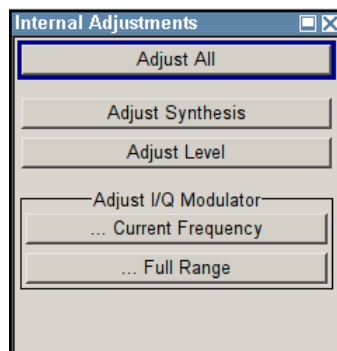 Internal Adjustments
Adjust All
Adjust Synthesis
Adjust Level
Adjust I/Q Modulator
... Current Frequency
... Full Range